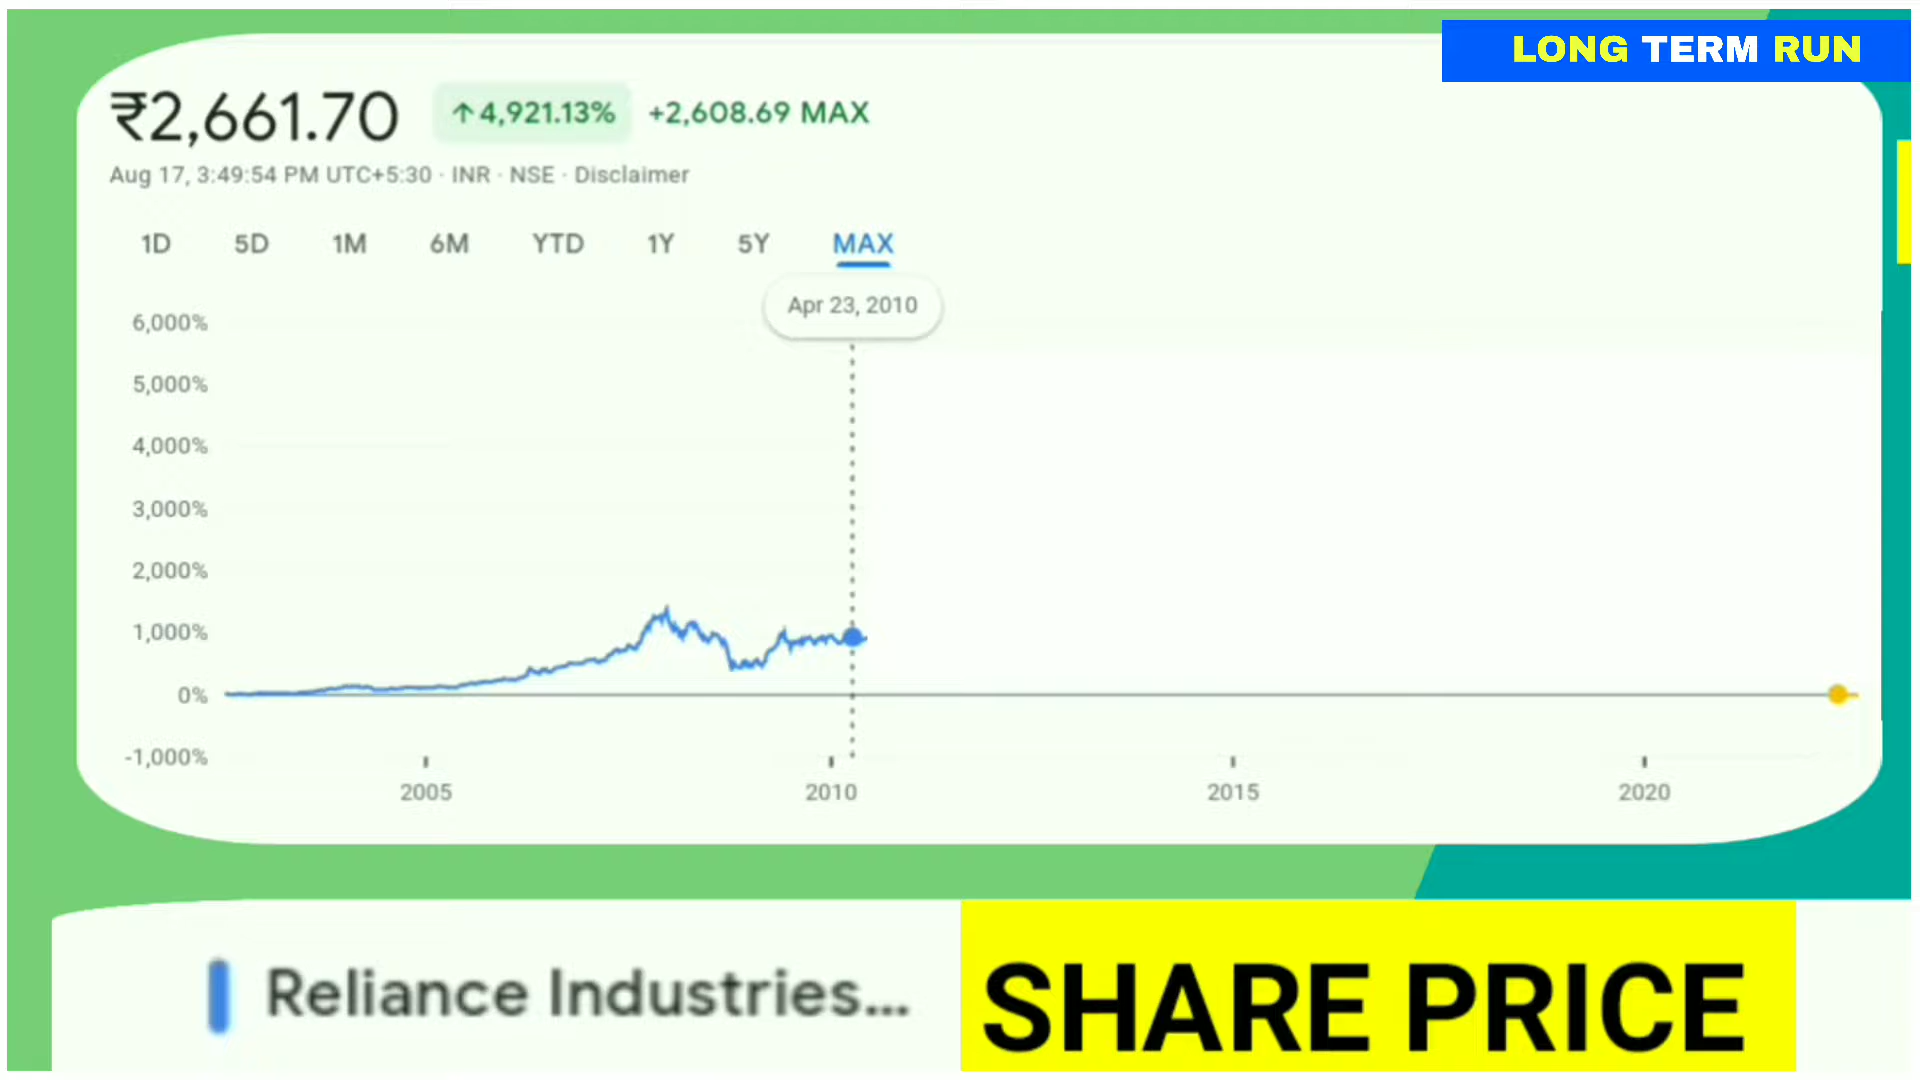 LONG TERM RUN
₹2,661.70 ↑4,921.13% +2,608.69 MAX
Aug 17, 3:49:54 PM UTC+5:30 · INR · NSE · Disclaimer
1D 5D 1M 6M YTD 1Y 5Y MAX
Apr 23, 2010
6,000%
5,000%
4,000%
3,000%
2,000%
1,000%
0%
-1,000%
2005 2010 2015 2020
Reliance Industries... SHARE PRICE